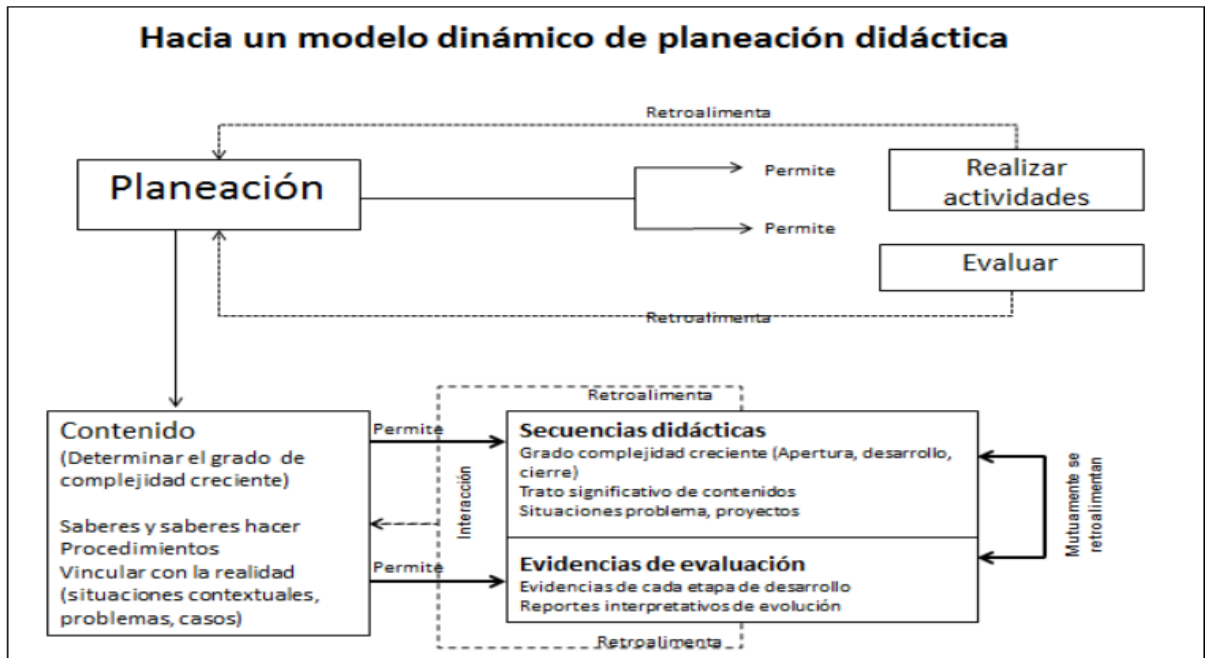 Hacia un modelo dinámico de planeación didáctica
Retroalimenta
Planeación
Permite
Realizar
actividades
Permite
Evaluar
Retroalimenta
Retroalimenta
Contenido
(Determinar el grado de
complejidad creciente)
Saberes y saberes hacer
Procedimientos
Vincular con la realidad
(situaciones contextuales,
problemas, casos)
Permite
Permite
Interacción
Secuencias didácticas
Grado complejidad creciente (Apertura, desarrollo,
cierre)
Trato significativo de contenidos
Situaciones problema, proyectos
Evidencias de evaluación
Evidencias de cada etapa de desarrollo
Reportes interpretativos de evolución
Mutuamente se
retroalimentan
Retroalimenta